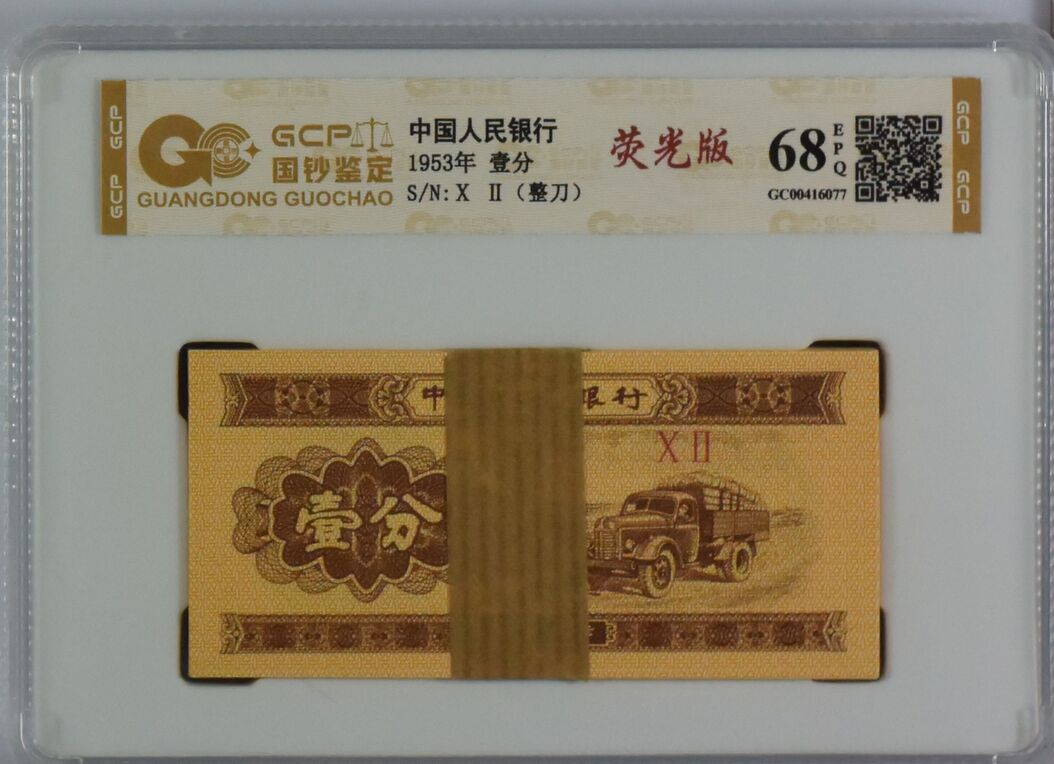 GCP
GCP
GC
GCP
国钞鉴定
GUANGDONG GUOCHAO
中国人民银行
1953年 壹分
S/N: X Ⅱ（整刀）
荧光版
68
EPQ
GC00416077
GCP
GCP
中
銀行
X II
壹分